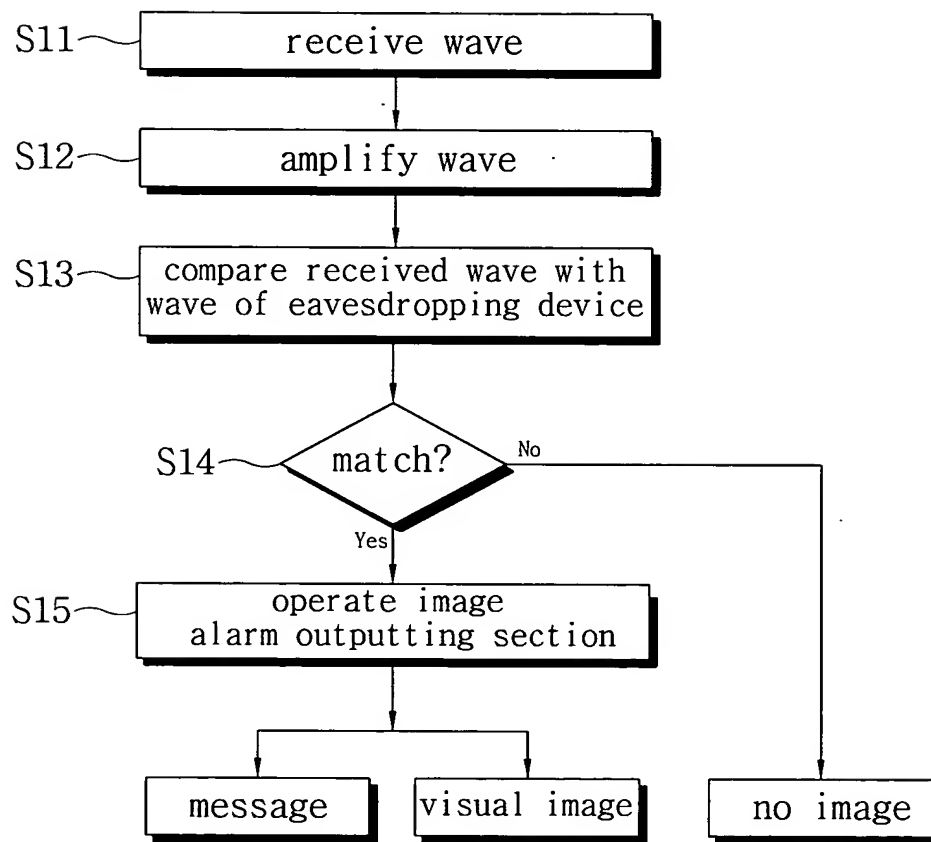 S11
receive wave
S12
amplify wave
S13
compare received wave with
wave of eavesdropping device
S14
match?
No
Yes
S15
operate image
alarm outputting section
message
visual image
no image